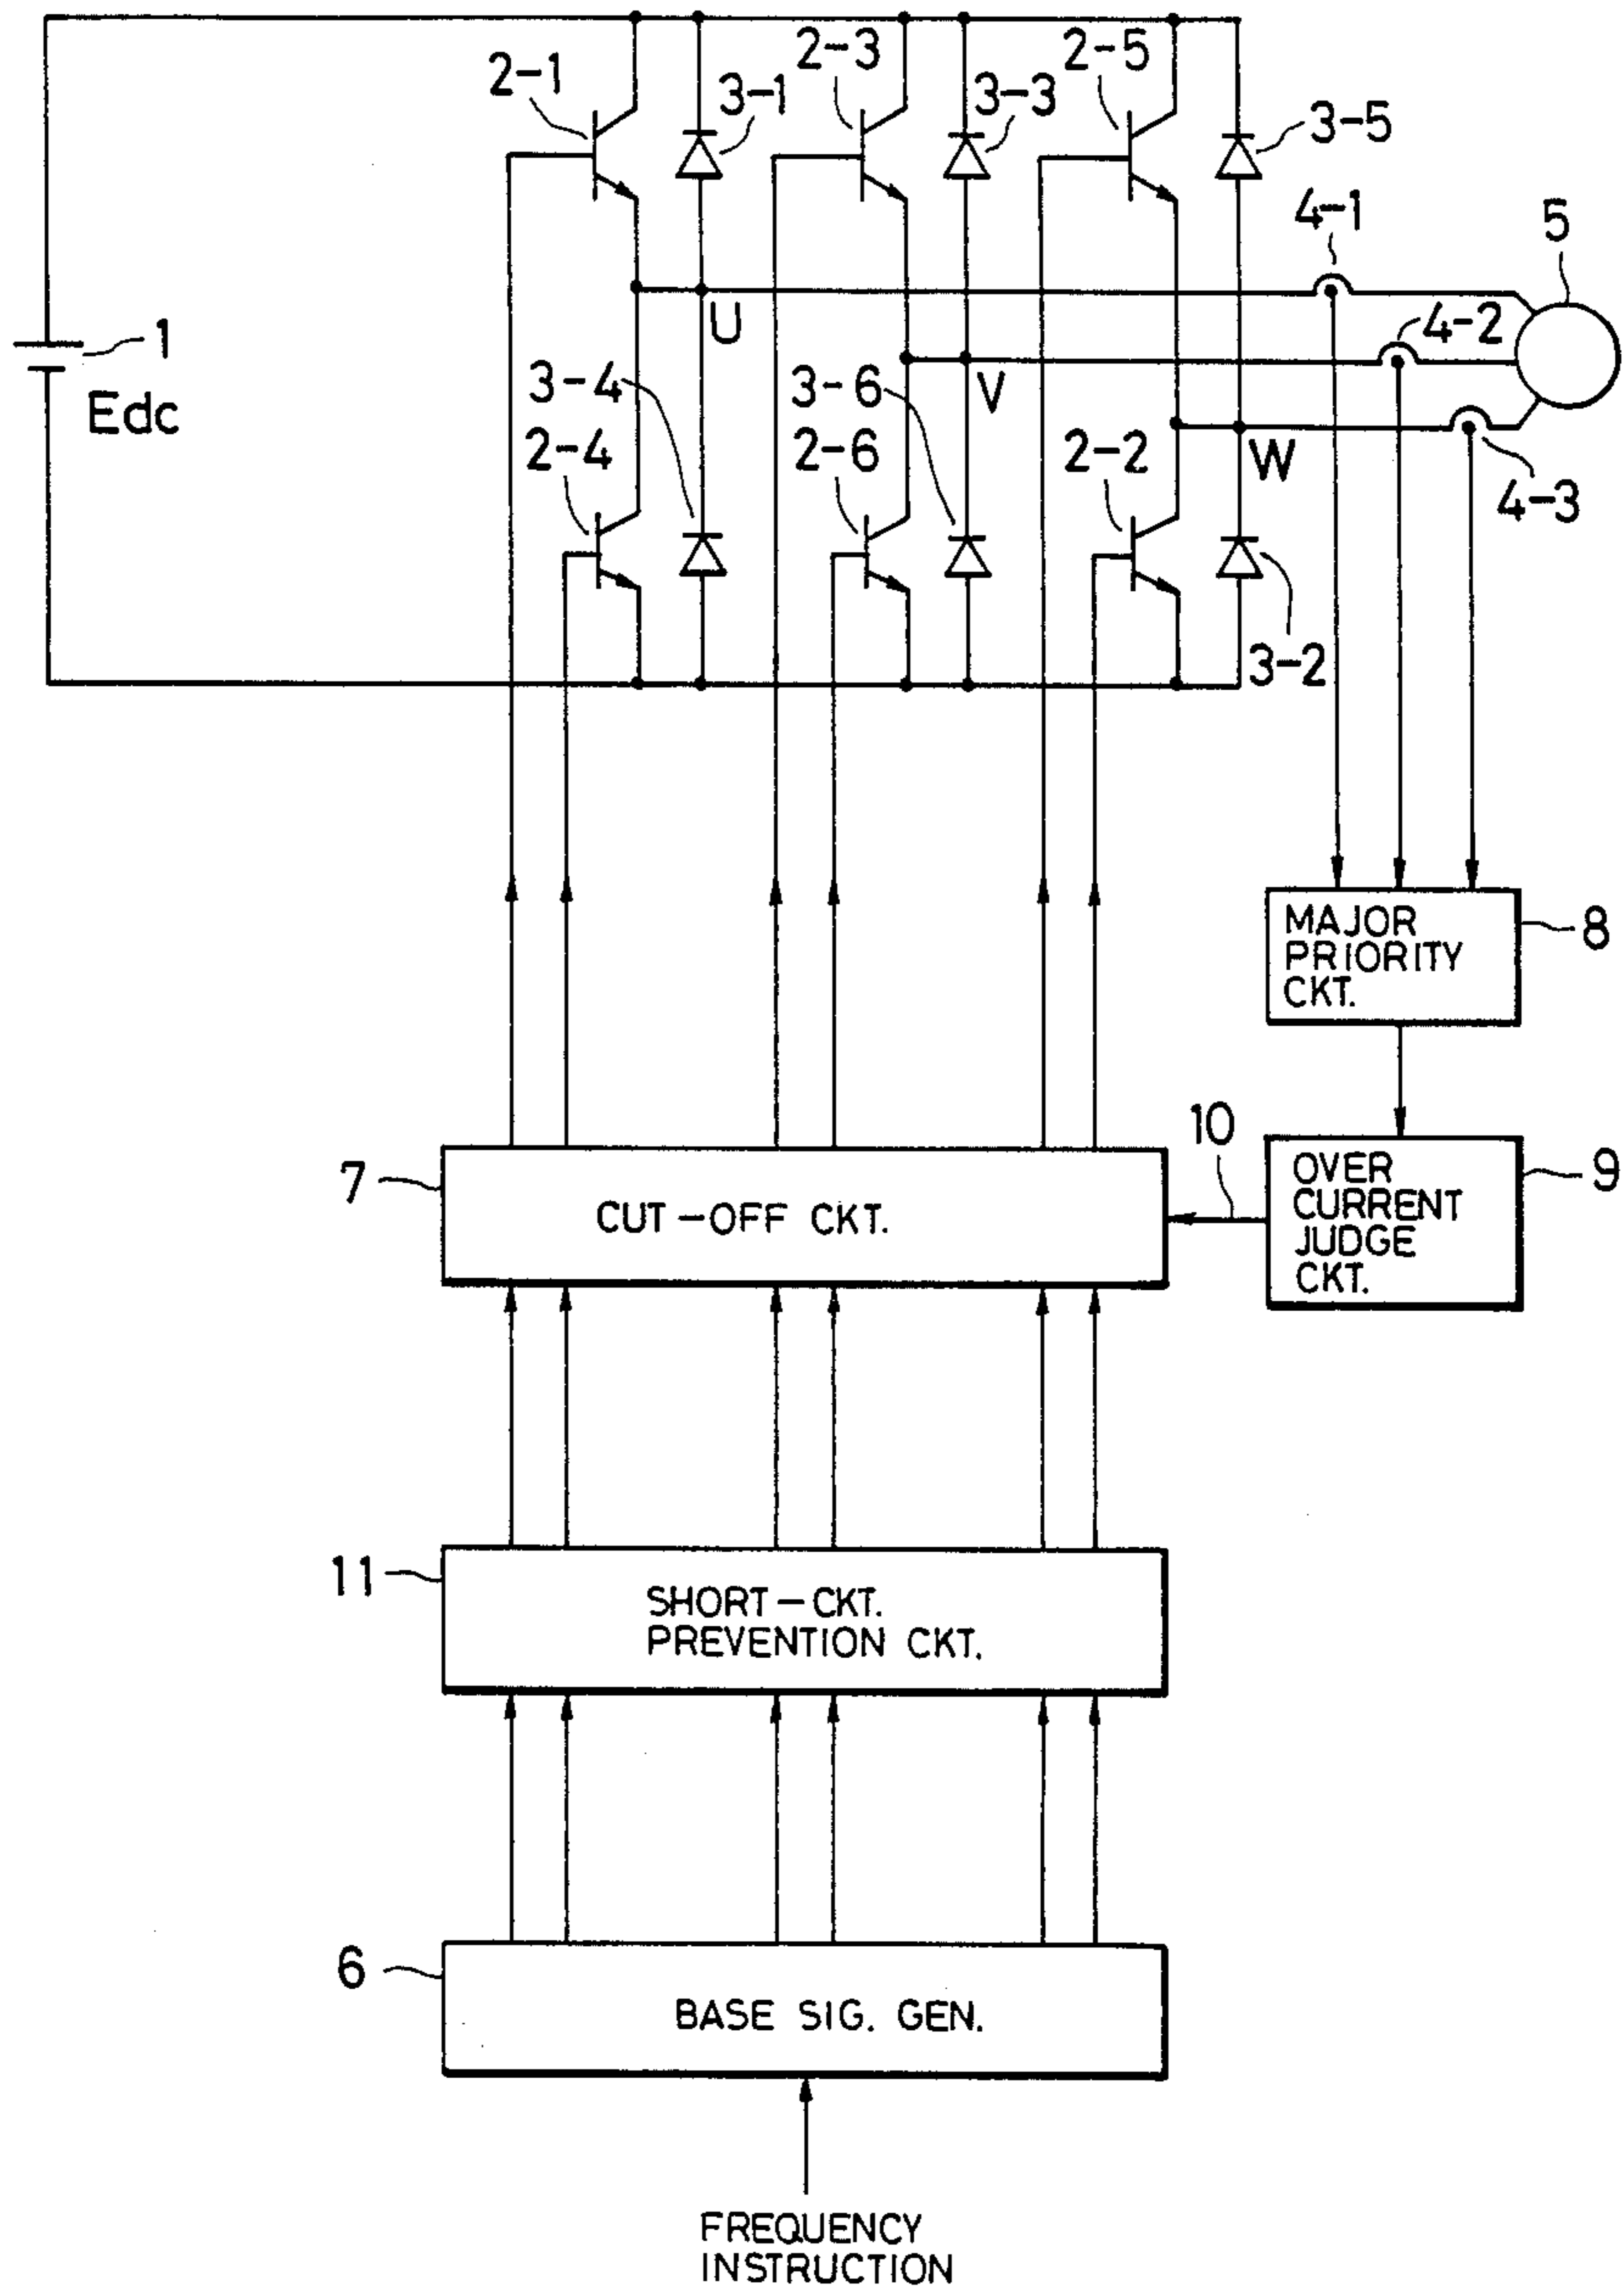 2-1
3-1
2-3
3-3
2-5
3-5
4-1
5
1
Edc
U
4-2
3-4
3-6
V
2-4
2-6
2-2
W
4-3
3-2
MAJOR
PRIORITY
CKT.
8
10
7
CUT-OFF CKT.
OVER
CURRENT
JUDGE
CKT.
9
11
SHORT-CKT.
PREVENTION CKT.
6
BASE SIG. GEN.
FREQUENCY
INSTRUCTION